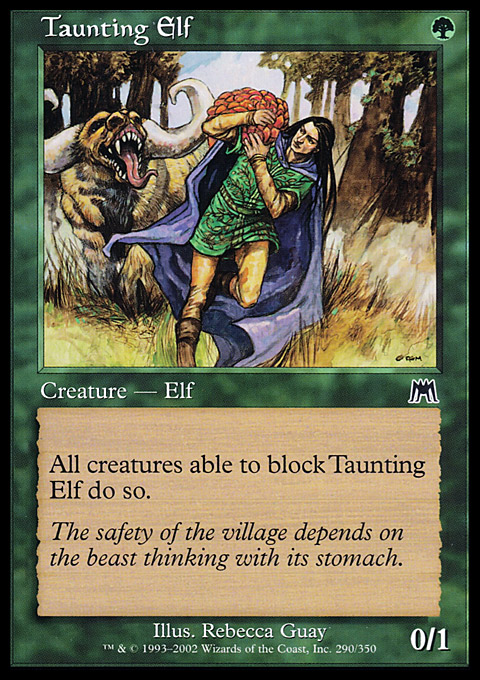 Taunting Elf
Creature — Elf
All creatures able to block Taunting
Elf do so.
The safety of the village depends on
the beast thinking with its stomach.
Illus. Rebecca Guay
™ & © 1993–2002 Wizards of the Coast, Inc. 290/350
0/1